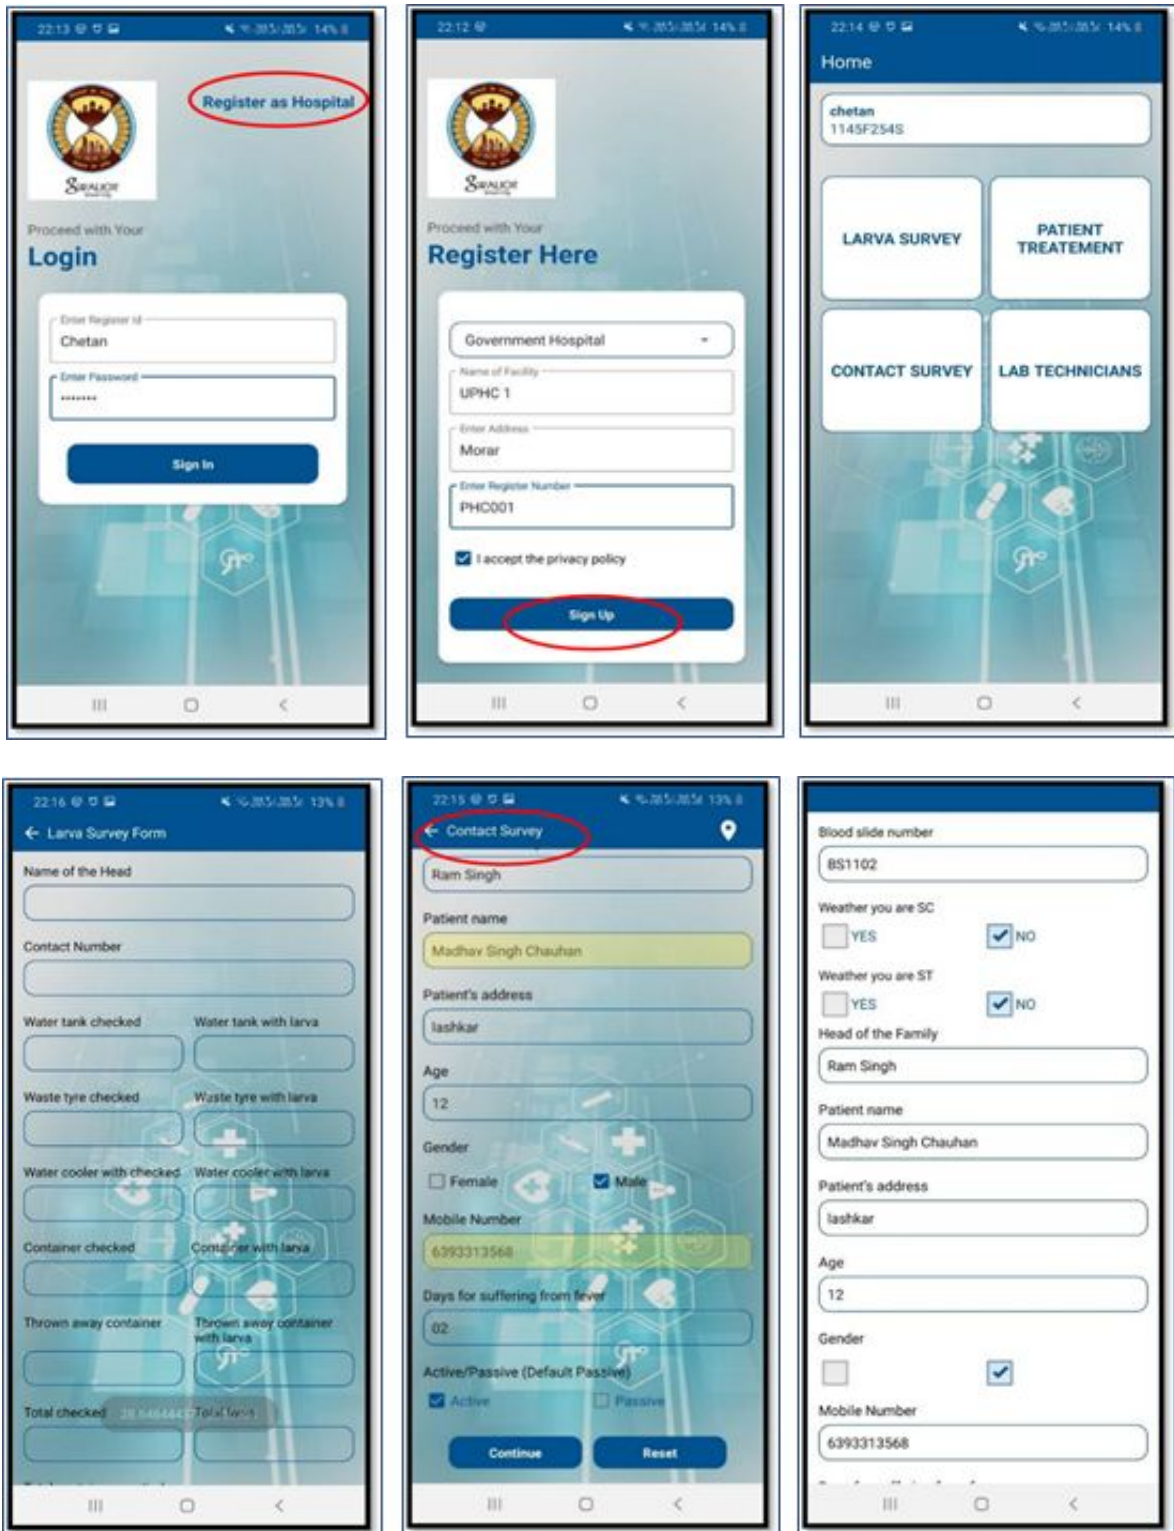 22:13
14%
Register as Hospital
Proceed with Your
Login
Enter Register Id
Chetan
Enter Password
•••••••
Sign In
22:12
14%
Proceed with Your
Register Here
Government Hospital
Name of Facility
UPHC 1
Enter Address
Morar
Enter Register Number
PHC001
I accept the privacy policy
Sign Up
22:14
14%
Home
chetan
1145F254S
LARVA SURVEY
PATIENT
TREATEMENT
CONTACT SURVEY
LAB TECHNICIANS
22:16
13%
Larva Survey Form
Name of the Head
Contact Number
Water tank checked Water tank with larva
Waste tyre checked Waste tyre with larva
Water cooler with checked Water cooler with larva
Container checked Container with larva
Thrown away container Thrown away container
with larva
Total checked Total larva
22:15
13%
Contact Survey
Ram Singh
Patient name
Madhav Singh Chauhan
Patient's address
lashkar
Age
12
Gender
Female Male
Mobile Number
6393313568
Days for suffering from fever
02
Active/Passive (Default Passive)
Active Passive
Continue Reset
Blood slide number
BS1102
Weather you are SC
YES NO
Weather you are ST
YES NO
Head of the Family
Ram Singh
Patient name
Madhav Singh Chauhan
Patient's address
lashkar
Age
12
Gender
Mobile Number
6393313568